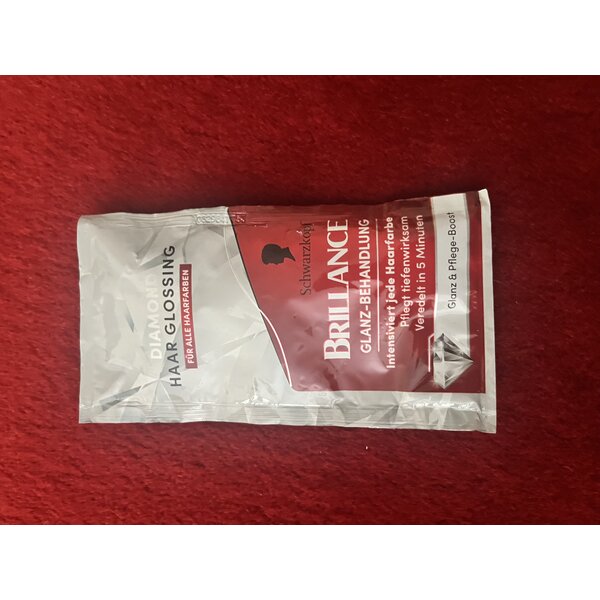 DIAMOND
HAAR GLOSSING
FÜR ALLE HAARFARBEN
Schwarzkopf
BRILLANCE
GLANZ-BEHANDLUNG
Intensiviert jede Haarfarbe
Pflegt tiefenwirksam
Veredelt in 5 Minuten
Glanz & Pflege-Boost